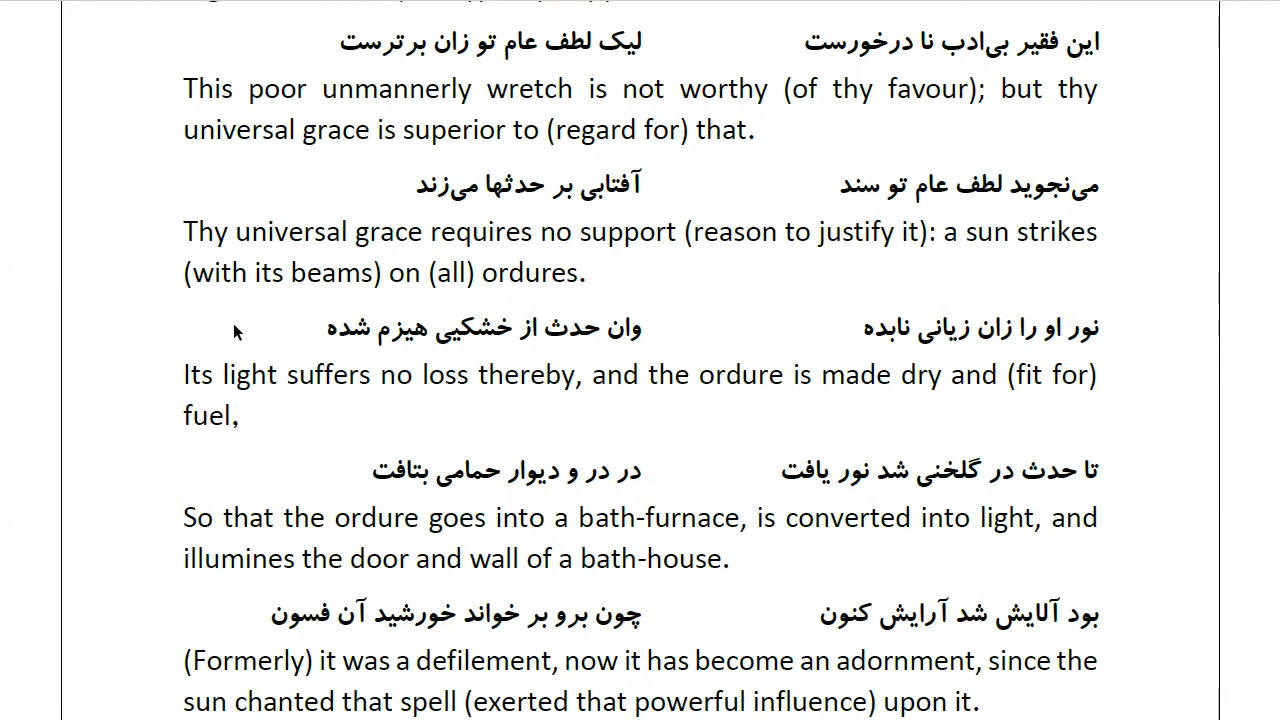 این فقیر بی‌ادب نا درخورست لیک لطف عام تو زان برترست
This poor unmannerly wretch is not worthy (of thy favour); but thy
universal grace is superior to (regard for) that.
می‌نجوید لطف عام تو سند آفتابی بر حدثها می‌زند
Thy universal grace requires no support (reason to justify it): a sun strikes
(with its beams) on (all) ordures.
نور او را زان زیانی نابده وان حدث از خشکیی هیزم شده
Its light suffers no loss thereby, and the ordure is made dry and (fit for)
fuel,
تا حدث در گلخنی شد نور یافت در در و دیوار حمامی بتافت
So that the ordure goes into a bath-furnace, is converted into light, and
illumines the door and wall of a bath-house.
بود آلایش شد آرایش کنون چون برو بر خواند خورشید آن فسون
(Formerly) it was a defilement, now it has become an adornment, since the
sun chanted that spell (exerted that powerful influence) upon it.